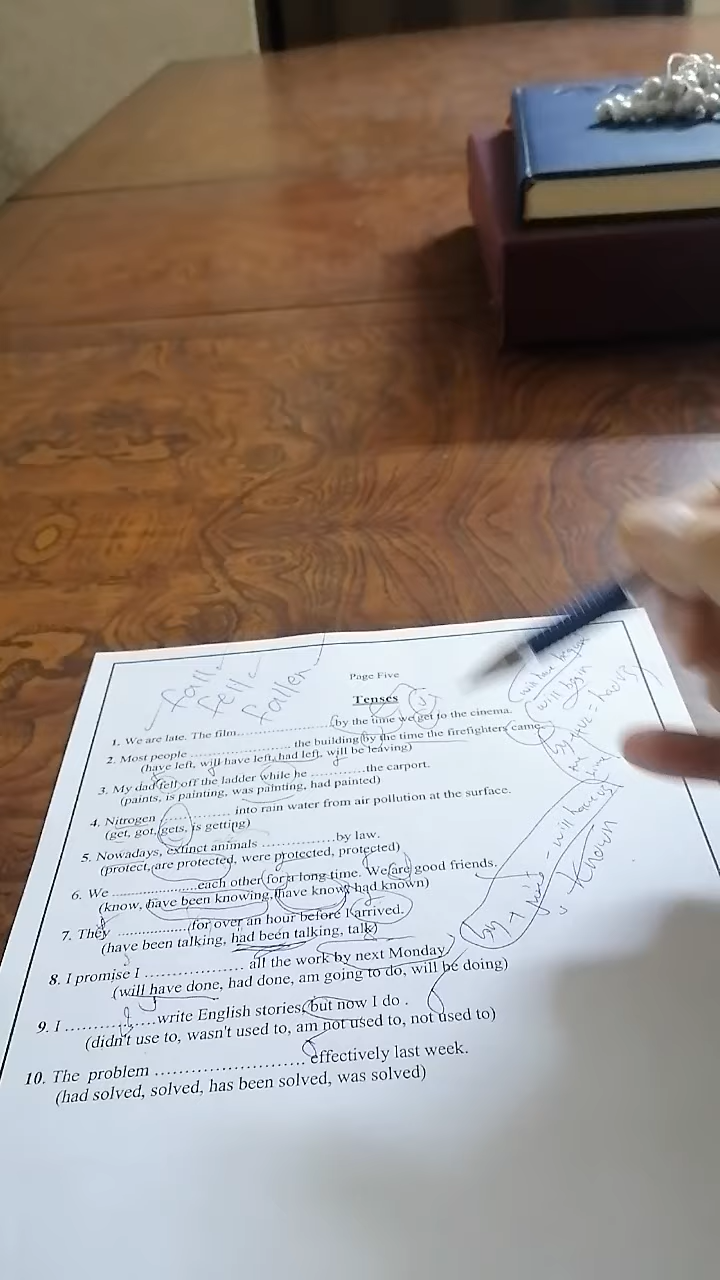 fall
fell
fallen
Page Five
Tenses
1. We are late. The film...................... by the time we get to the cinema.
will have begun
will begin
2. Most people ...................... the building by the time the firefighters came.
(have left, will have left, had left, will be leaving)
3. My dad fell off the ladder while he ............the carport.
(paints, is painting, was painting, had painted)
4. Nitrogen .................. into rain water from air pollution at the surface.
(get, got, gets, is getting)
5. Nowadays, extinct animals ................by law.
(protect, are protected, were protected, protected)
6. We ....................each other for a long time. We are good friends.
(know, have been knowing, have known, had known)
known
7. They .................for over an hour before I arrived.
(have been talking, had been talking, talk)
8. I promise I ...................... all the work by next Monday.
(will have done, had done, am going to do, will be doing)
9. I ....................write English stories, but now I do .
(didn't use to, wasn't used to, am not used to, not used to)
10. The problem ............................ effectively last week.
(had solved, solved, has been solved, was solved)